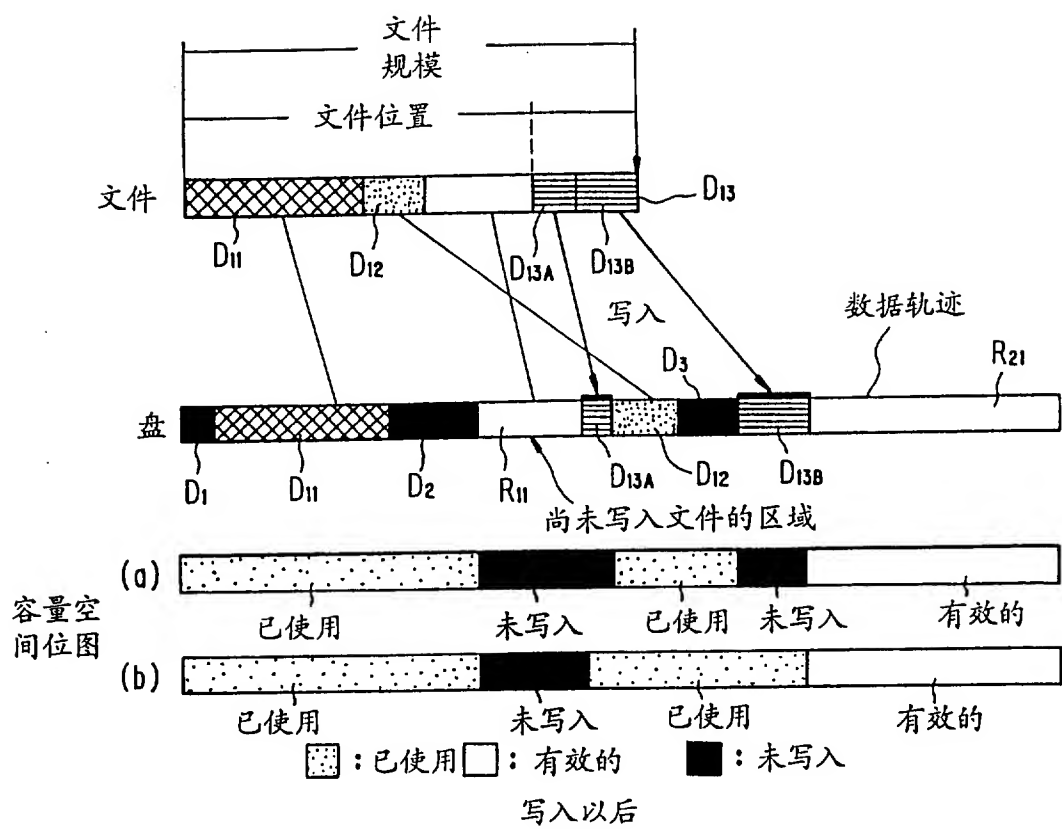 文件
规模
文件位置
文件
D11
D12
D13A
D13B
D13
写入
数据轨迹
D3
R21
盘
D1
D11
D2
R11
D13A
D12
D13B
尚未写入文件的区域
容量空
间位图
(a)
已使用 未写入 已使用 未写入 有效的
(b)
已使用 未写入 已使用 有效的
：已使用 ：有效的 ：未写入
写入以后